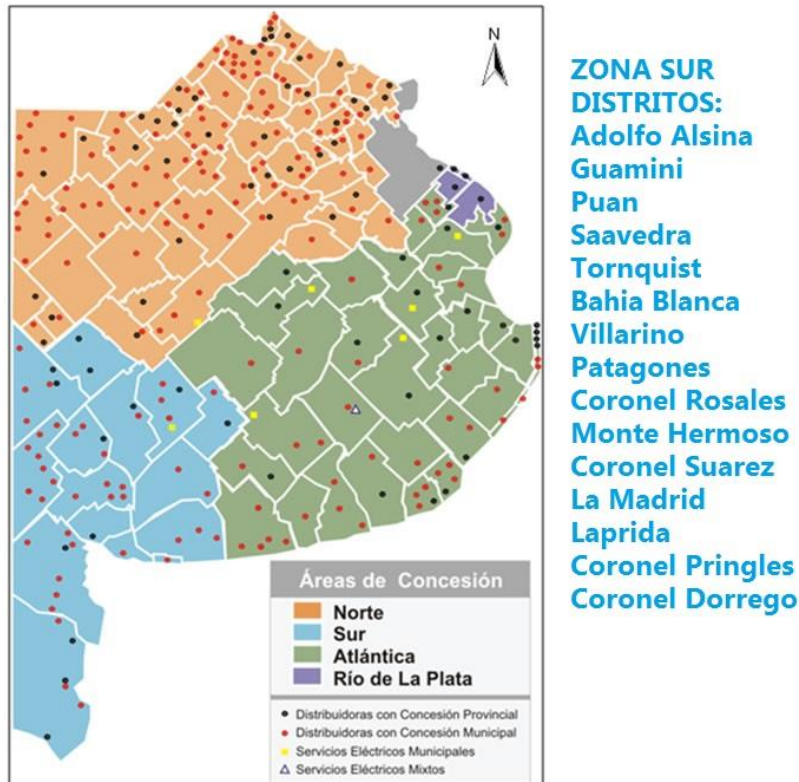 N
ZONA SUR
DISTRITOS:
Adolfo Alsina
Guamini
Puan
Saavedra
Tornquist
Bahia Blanca
Villarino
Patagones
Coronel Rosales
Monte Hermoso
Coronel Suarez
La Madrid
Laprida
Coronel Pringles
Coronel Dorrego
Áreas de Concesión
Norte
Sur
Atlántica
Río de La Plata
Distribuidoras con Concesión Provincial
Distribuidoras con Concesión Municipal
Servicios Eléctricos Municipales
Servicios Eléctricos Mixtos